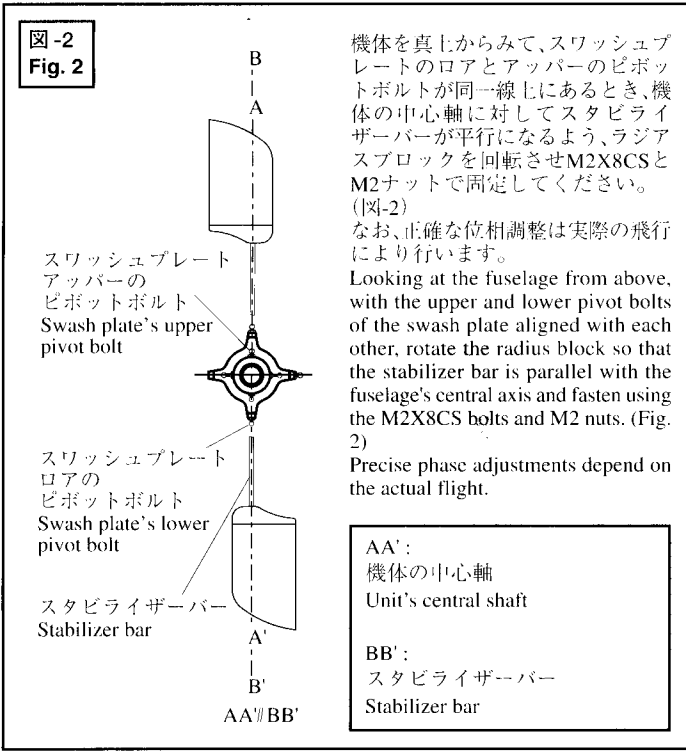 図-2
Fig. 2
B
A
スワッシュプレート
アッパーの
ピボットボルト
Swash plate's upper
pivot bolt
スワッシュプレート
ロアの
ピボットボルト
Swash plate's lower
pivot bolt
スタビライザーバー
Stabilizer bar
A'
B'
AA'//BB'
機体を真上からみて、スワッシュプ
レートのロアとアッパーのピボッ
トボルトが同一線上にあるとき、機
体の中心軸に対してスタビライ
ザーバーが平行になるよう、ラジア
スブロックを回転させM2X8CSと
M2ナットで固定してください。
(図-2)
なお、正確な位相調整は実際の飛行
により行います。
Looking at the fuselage from above,
with the upper and lower pivot bolts
of the swash plate aligned with each
other, rotate the radius block so that
the stabilizer bar is parallel with the
fuselage's central axis and fasten using
the M2X8CS bolts and M2 nuts. (Fig.
2)
Precise phase adjustments depend on
the actual flight.
AA' :
機体の中心軸
Unit's central shaft
BB' :
スタビライザーバー
Stabilizer bar